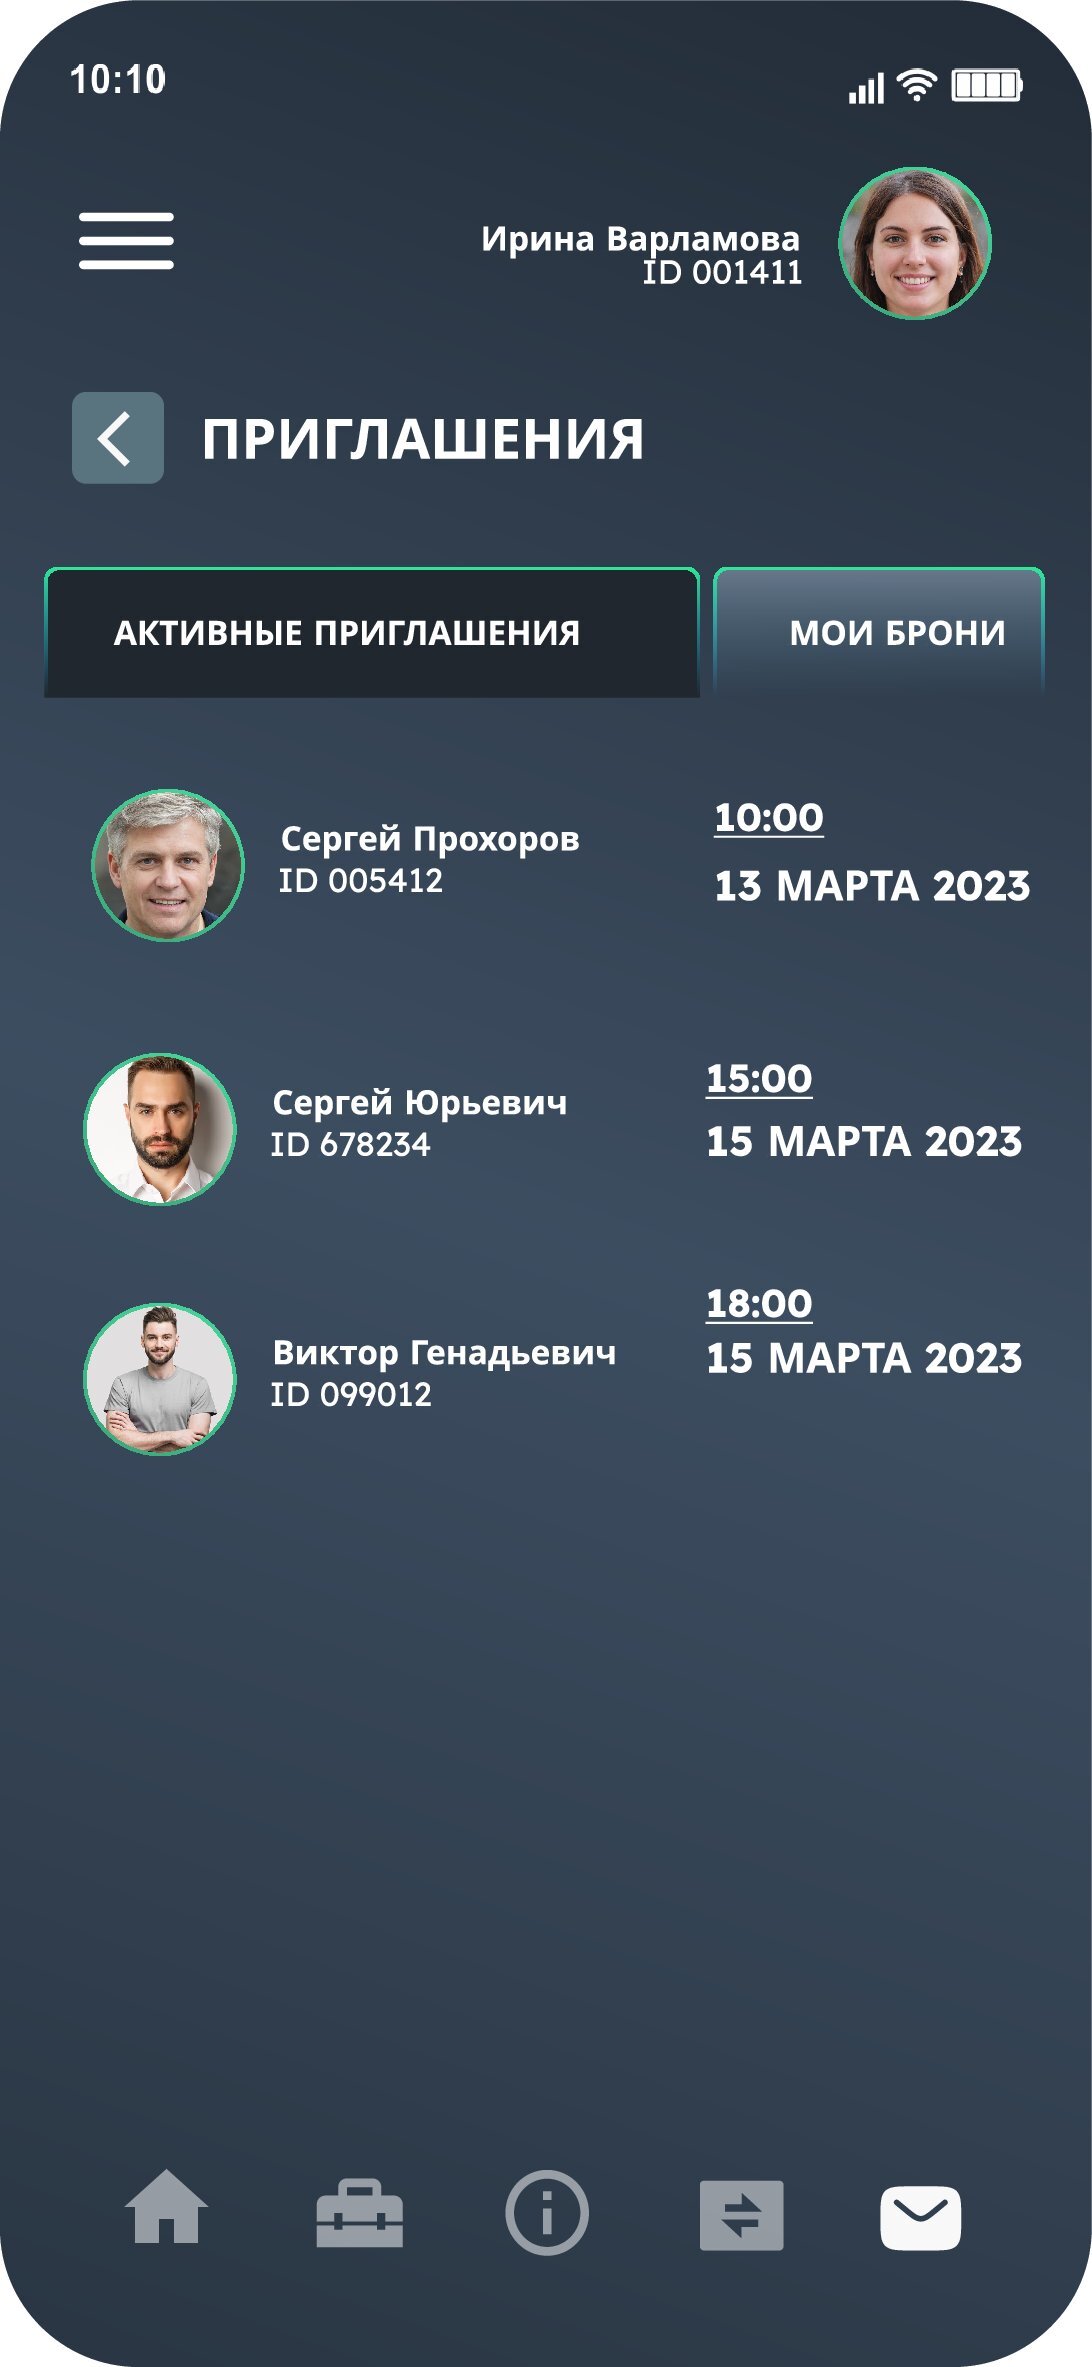 10:10
Ирина Варламова
ID 001411
ПРИГЛАШЕНИЯ
АКТИВНЫЕ ПРИГЛАШЕНИЯ
МОИ БРОНИ
Сергей Прохоров
ID 005412
10:00
13 МАРТА 2023
Сергей Юрьевич
ID 678234
15:00
15 МАРТА 2023
Виктор Генадьевич
ID 099012
18:00
15 МАРТА 2023